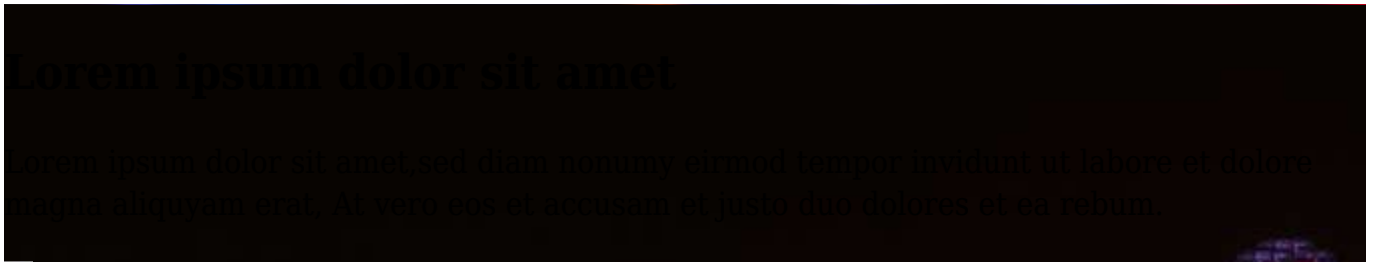 Lorem ipsum dolor sit amet
Lorem ipsum dolor sit amet,sed diam nonumy eirmod tempor invidunt ut labore et dolore
magna aliquyam erat, At vero eos et accusam et justo duo dolores et ea rebum.